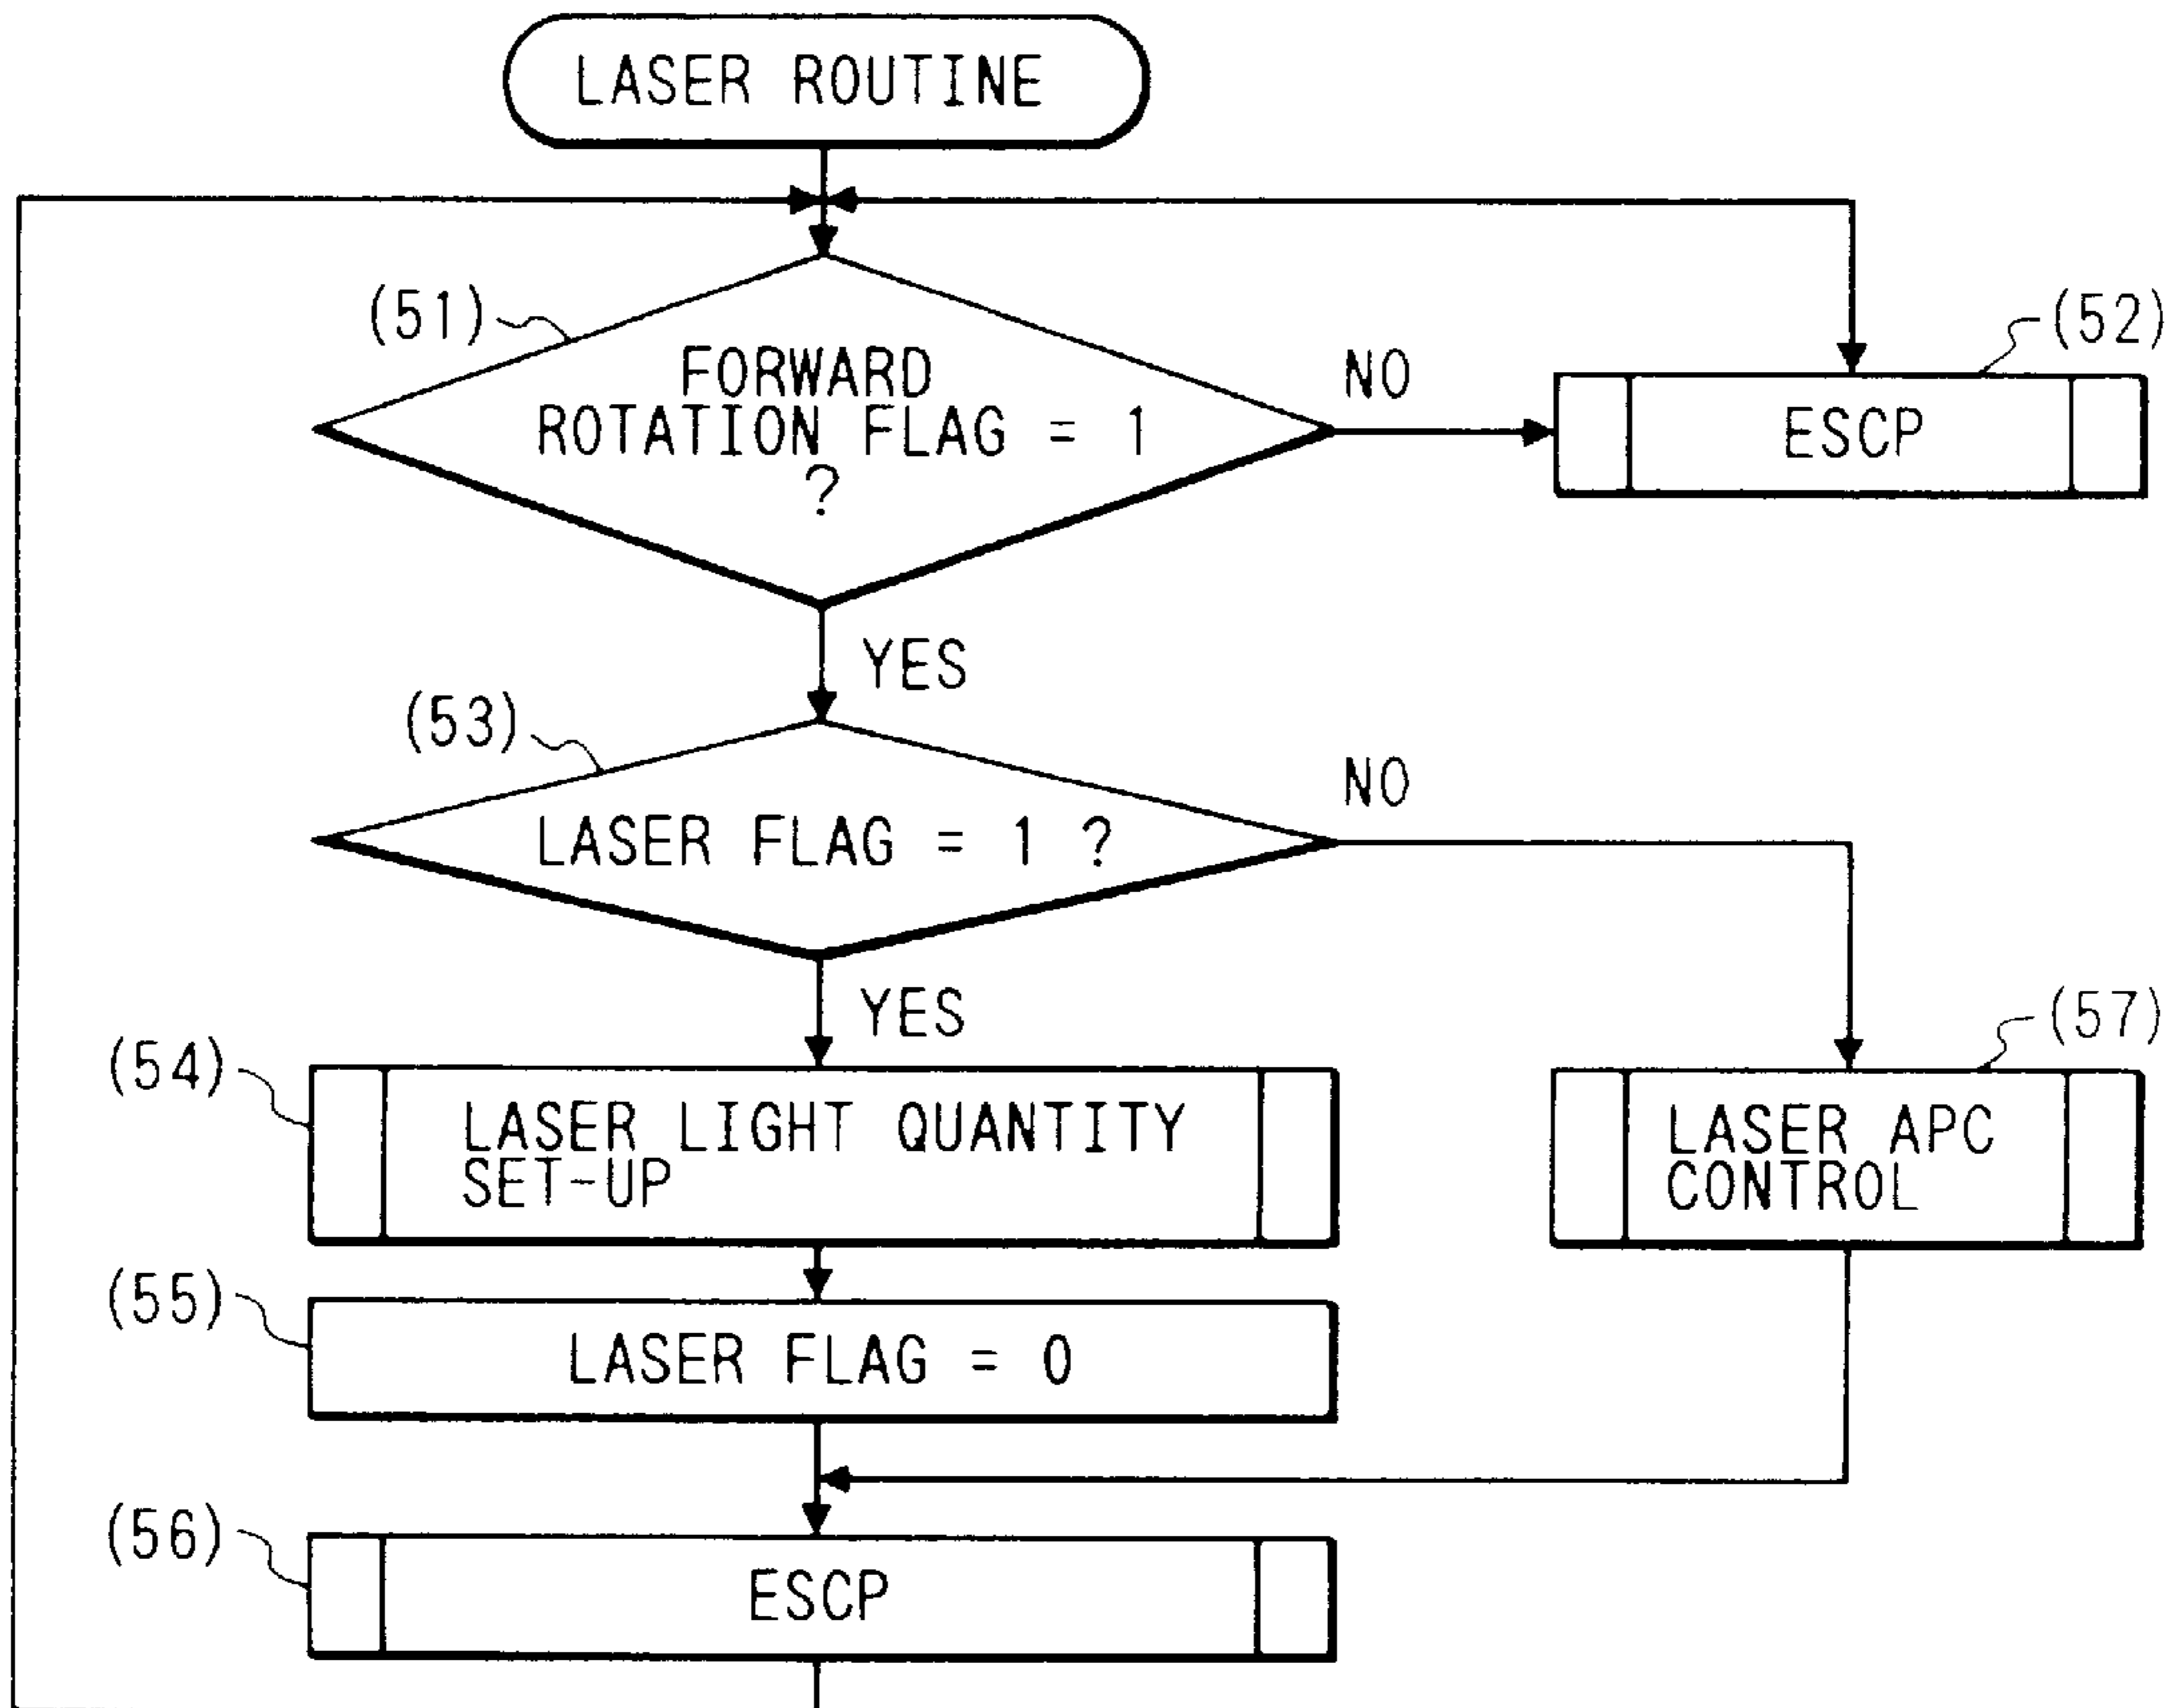 LASER ROUTINE
(51)
FORWARD
ROTATION FLAG = 1
?
NO
(52)
ESCP
YES
(53)
LASER FLAG = 1 ?
NO
YES
(54)
LASER LIGHT QUANTITY
SET-UP
(57)
LASER APC
CONTROL
(55)
LASER FLAG = 0
(56)
ESCP